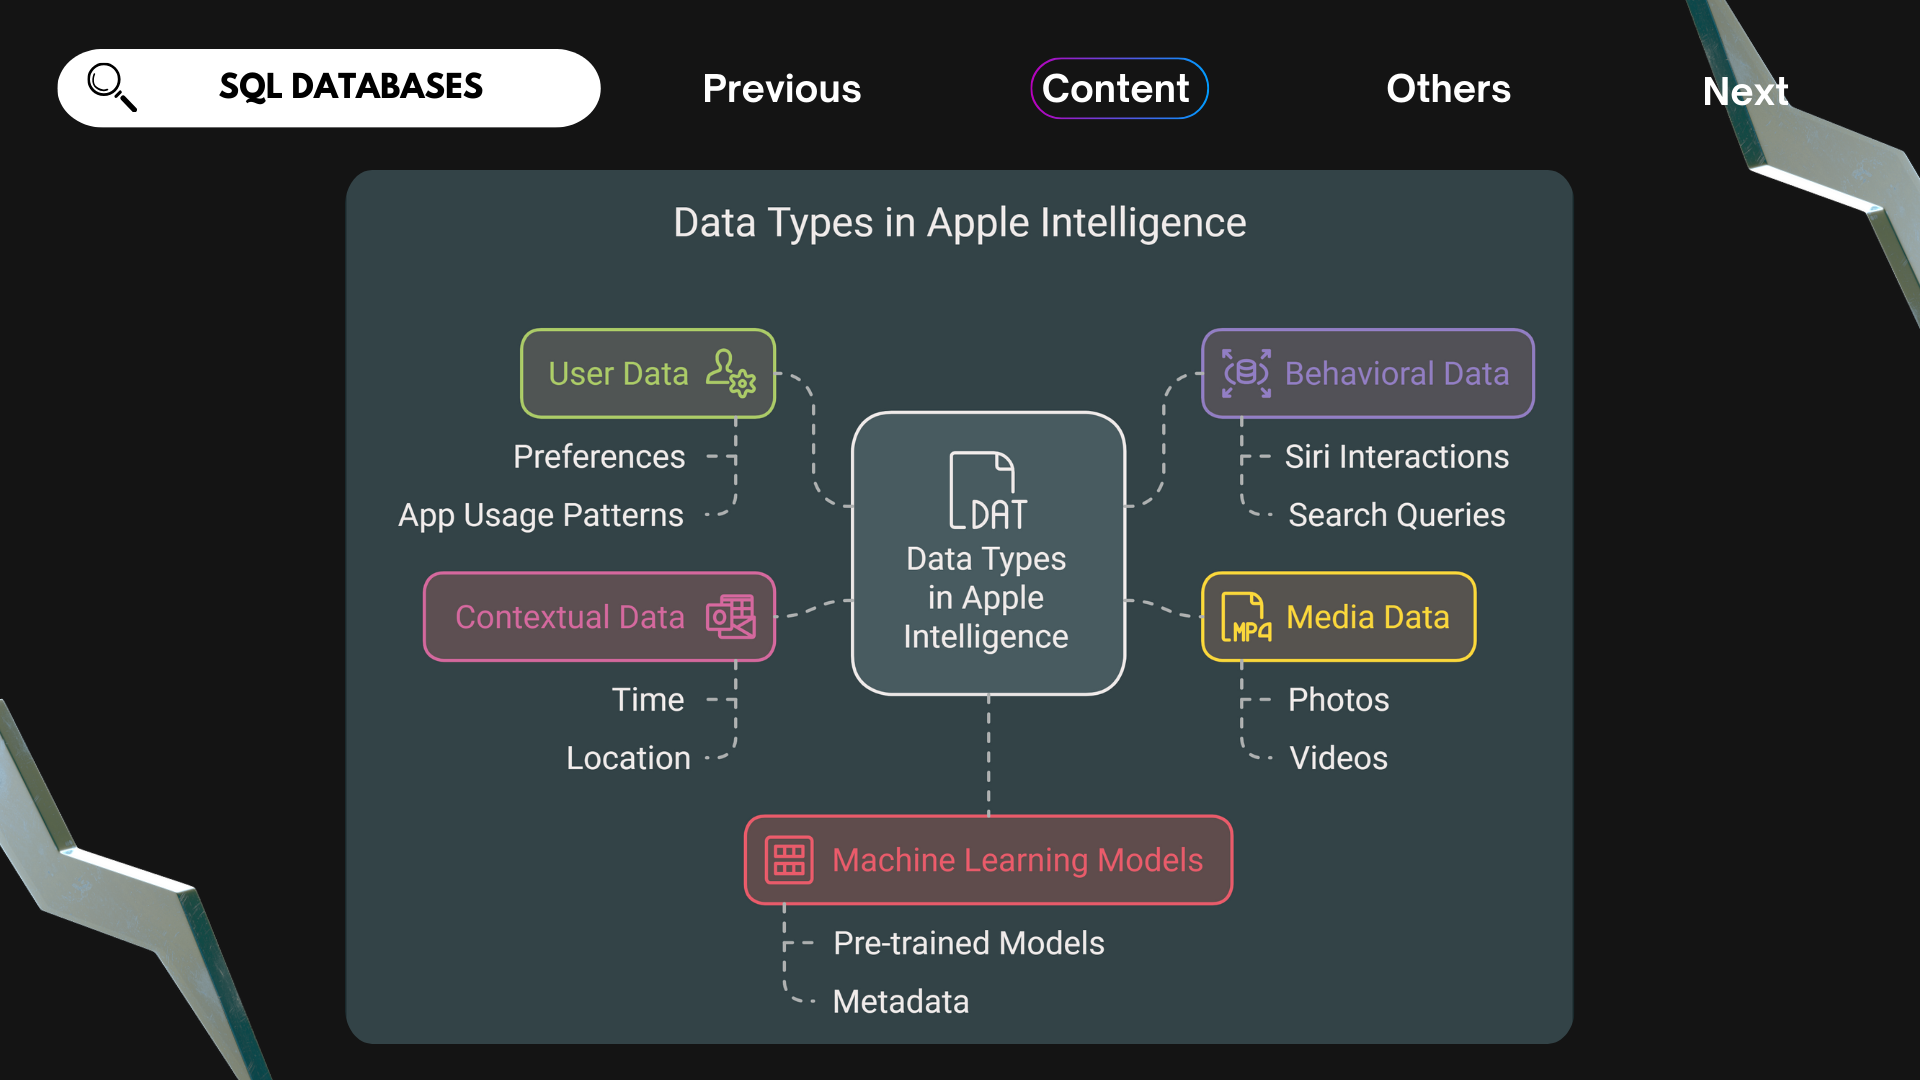 SQL DATABASES
Previous
Content
Others
Next
Data Types in Apple Intelligence
User Data
Preferences
App Usage Patterns
Behavioral Data
Siri Interactions
Search Queries
DAT
Data Types
in Apple
Intelligence
Contextual Data
Time
Location
MP4
Media Data
Photos
Videos
Machine Learning Models
Pre-trained Models
Metadata